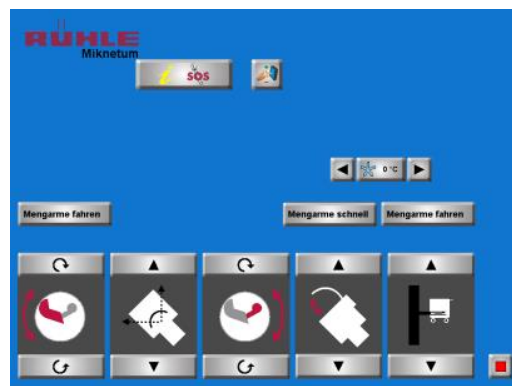 RÜHLE
Miknetum
i SOS
0 °C
Mengarme fahren
Mengarme schnell
Mengarme fahren